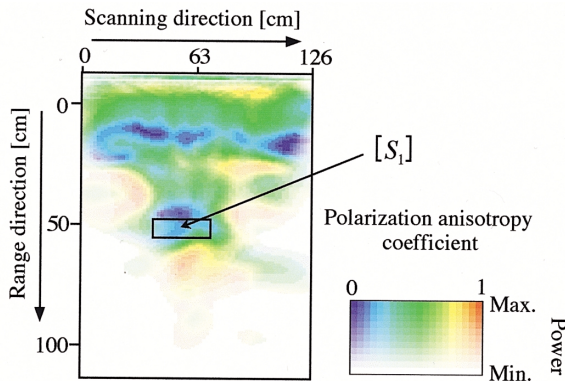 Scanning direction [cm]
0 63 126
Range direction [cm]
0
50
100
[S₁]
Polarization anisotropy
coefficient
0 1
Max.
Min.
Power